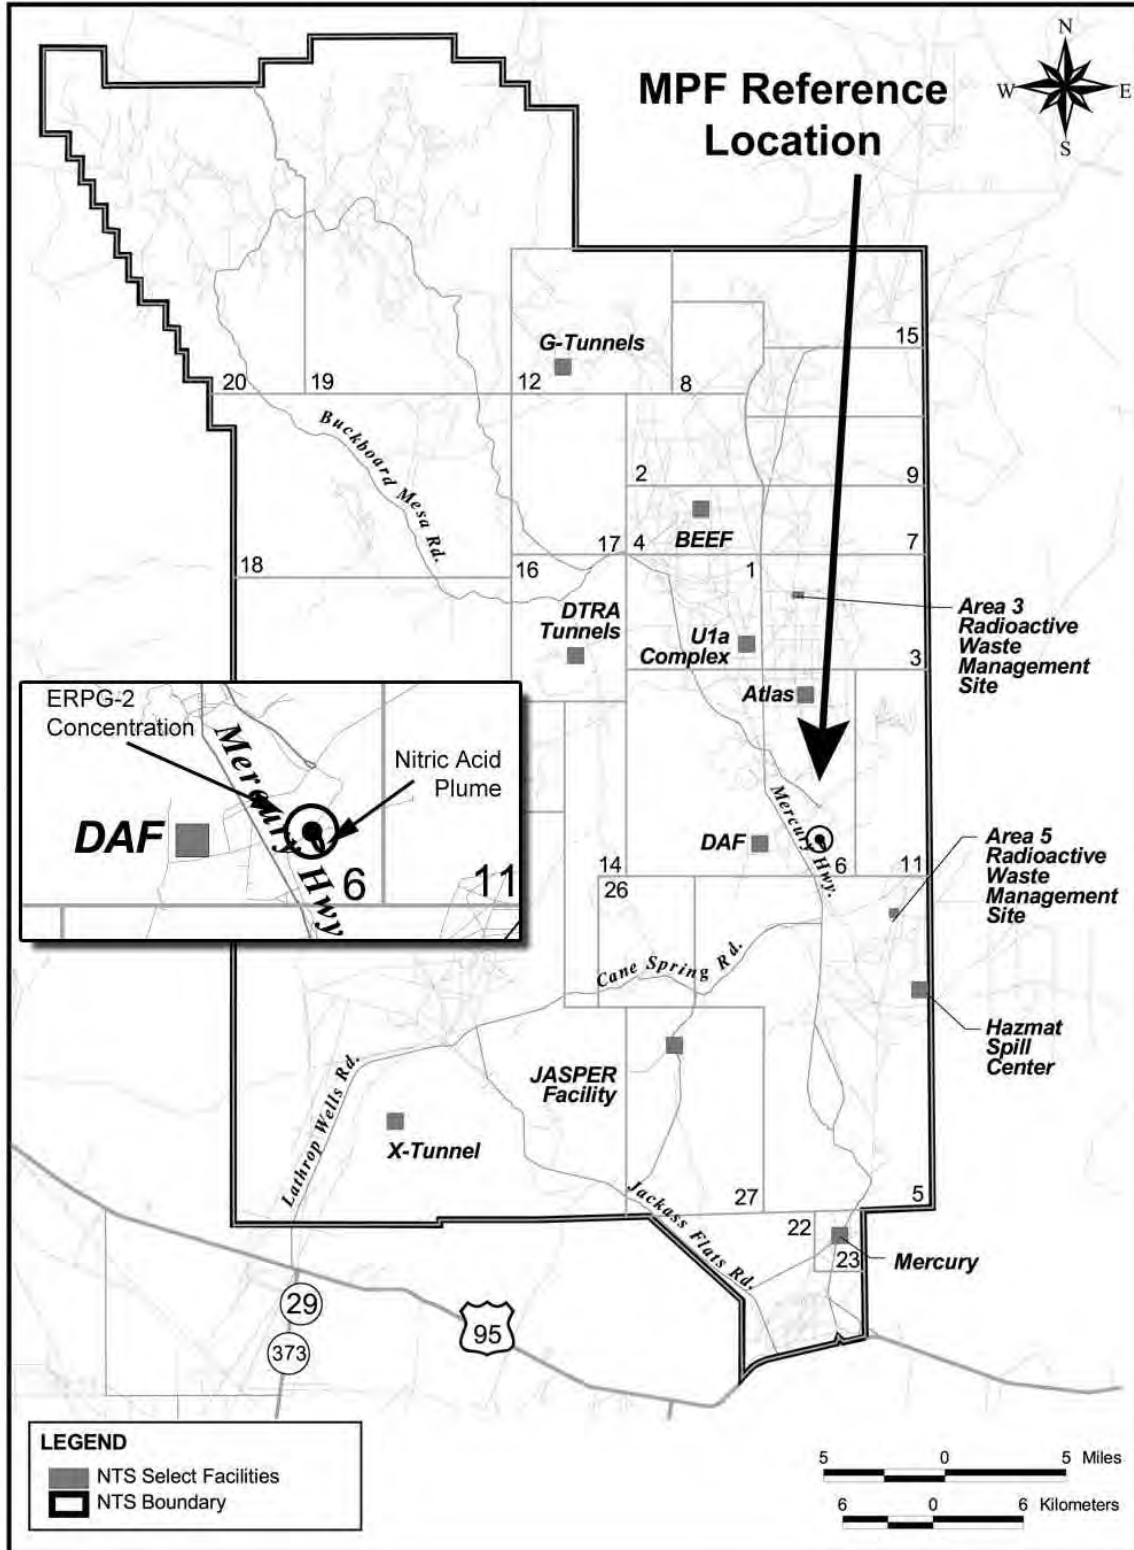 N
W
E
S
MPF Reference
Location
15
G-Tunnels
20
19
12
8
Buckboard Mesa Rd.
2
9
BEEF
17
4
7
18
16
1
DTRA
Tunnels
U1a
Complex
Area 3
Radioactive
Waste
Management
Site
3
Atlas
ERPG-2
Concentration
Mercury Hwy
Nitric Acid
Plume
DAF
6
11
Mercury Hwy.
DAF
14
6
11
26
Area 5
Radioactive
Waste
Management
Site
Cane Spring Rd.
Hazmat
Spill
Center
JASPER
Facility
Lathrop Wells Rd.
X-Tunnel
Jackass Flats Rd.
27
5
22
23
Mercury
29
373
95
LEGEND
NTS Select Facilities
NTS Boundary
5 0 5 Miles
6 0 6 Kilometers